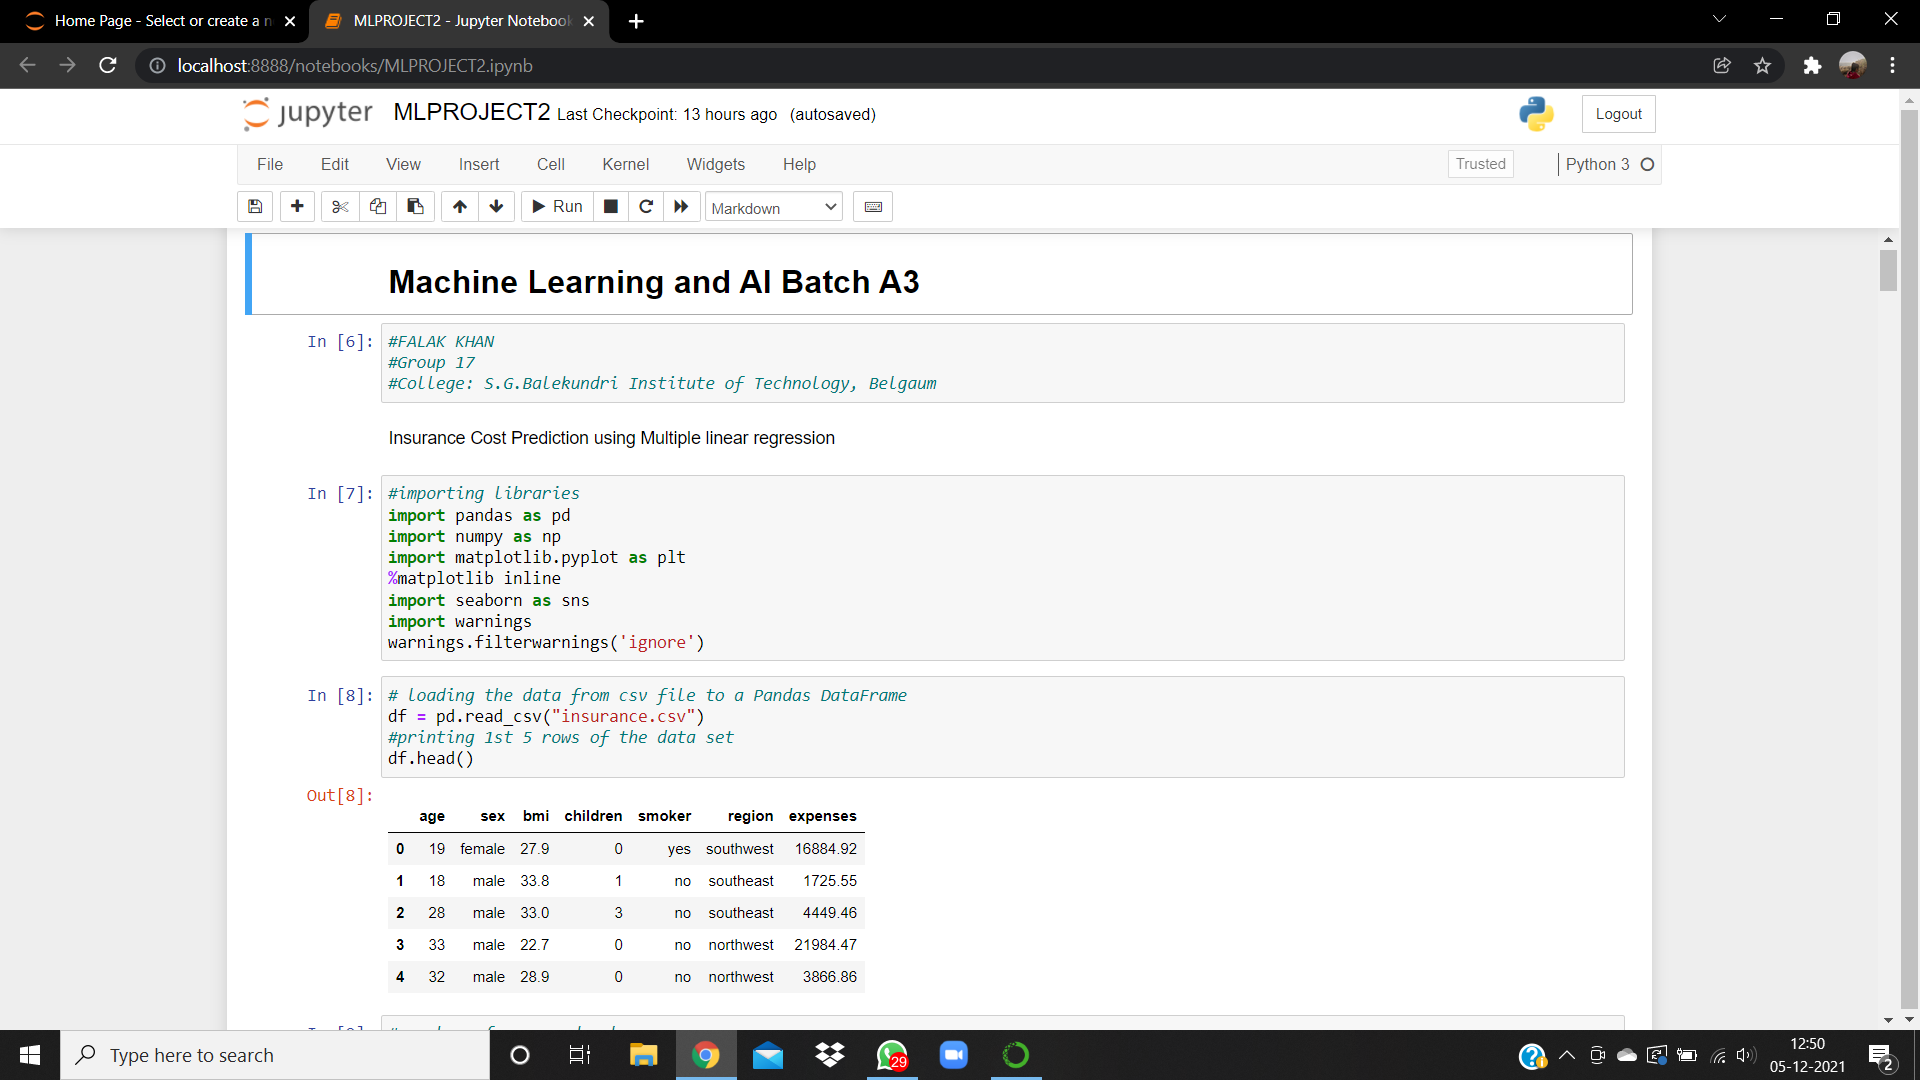 Home Page - Select or create a n
MLPROJECT2 - Jupyter Notebook
localhost:8888/notebooks/MLPROJECT2.ipynb
jupyter MLPROJECT2 Last Checkpoint: 13 hours ago (autosaved)
Logout
File Edit View Insert Cell Kernel Widgets Help
Trusted
Python 3
Run
Markdown
Machine Learning and AI Batch A3
In [6]: #FALAK KHAN
#Group 17
#College: S.G.Balekundri Institute of Technology, Belgaum
Insurance Cost Prediction using Multiple linear regression
In [7]: #importing libraries
import pandas as pd
import numpy as np
import matplotlib.pyplot as plt
%matplotlib inline
import seaborn as sns
import warnings
warnings.filterwarnings('ignore')
In [8]: # loading the data from csv file to a Pandas DataFrame
df = pd.read_csv("insurance.csv")
#printing 1st 5 rows of the data set
df.head()
Out[8]:
age sex bmi children smoker region expenses
0 19 female 27.9 0 yes southwest 16884.92
1 18 male 33.8 1 no southeast 1725.55
2 28 male 33.0 3 no southeast 4449.46
3 33 male 22.7 0 no northwest 21984.47
4 32 male 28.9 0 no northwest 3866.86
Type here to search
29
12:50
05-12-2021
2